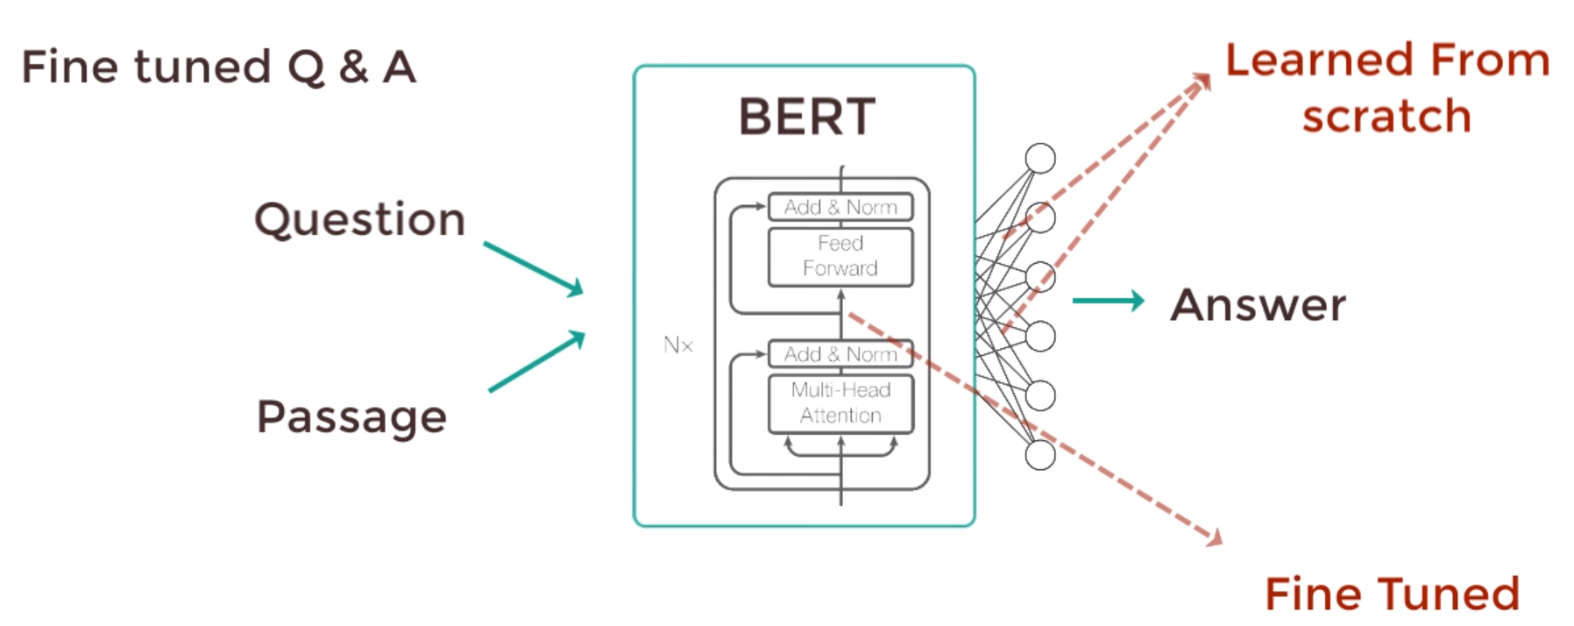 Fine tuned Q & A
Learned From
scratch
BERT
Question
Add & Norm
Feed
Forward
Answer
Nx
Add & Norm
Multi-Head
Attention
Passage
Fine Tuned